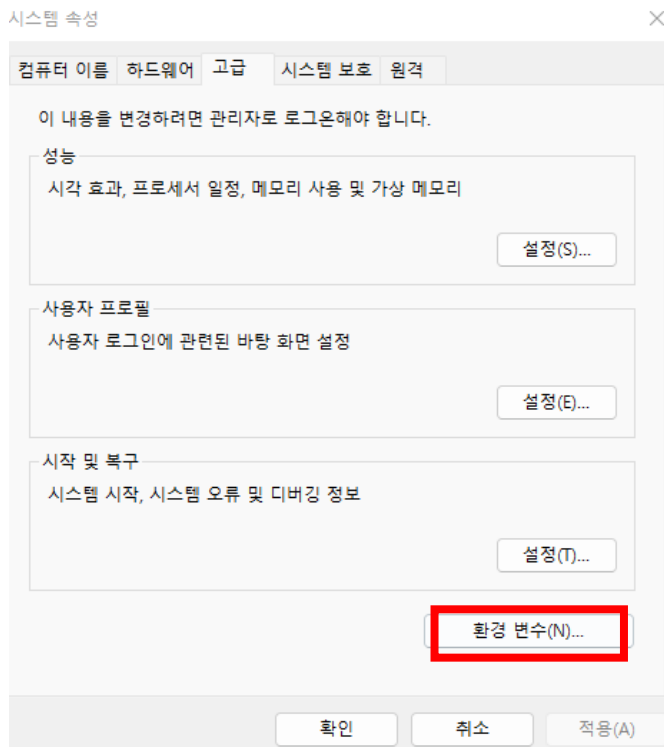 시스템 속성
컴퓨터 이름 하드웨어 고급 시스템 보호 원격
이 내용을 변경하려면 관리자로 로그온해야 합니다.
성능
시각 효과, 프로세서 일정, 메모리 사용 및 가상 메모리
설정(S)...
사용자 프로필
사용자 로그인에 관련된 바탕 화면 설정
설정(E)...
시작 및 복구
시스템 시작, 시스템 오류 및 디버깅 정보
설정(T)...
환경 변수(N)...
확인 취소 적용(A)